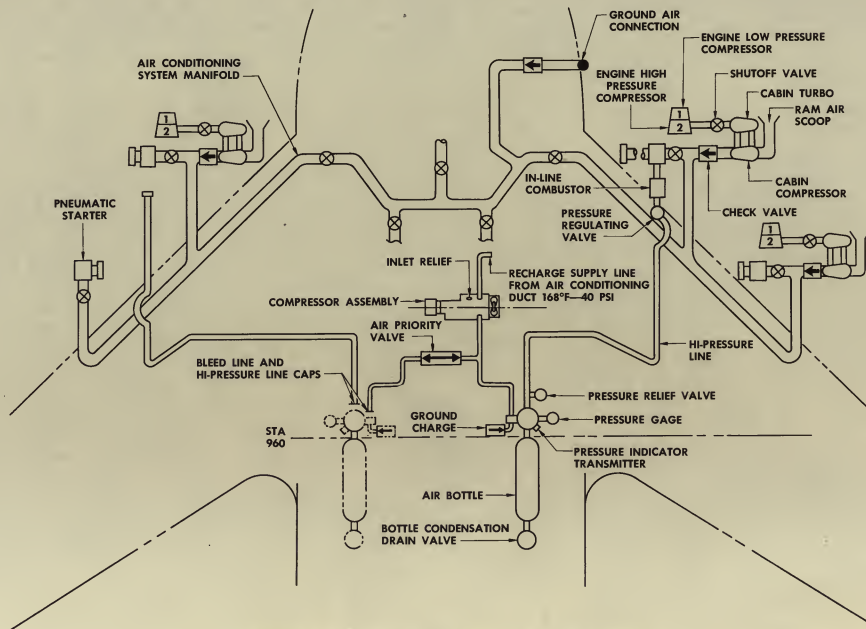 GROUND AIR
CONNECTION
AIR CONDITIONING
SYSTEM MANIFOLD
ENGINE LOW PRESSURE
COMPRESSOR
ENGINE HIGH
PRESSURE
COMPRESSOR
SHUTOFF VALVE
CABIN TURBO
RAM AIR
SCOOP
1
2
1
2
IN-LINE
COMBUSTOR
CABIN
COMPRESSOR
PNEUMATIC
STARTER
PRESSURE
REGULATING
VALVE
CHECK VALVE
1
2
INLET RELIEF
RECHARGE SUPPLY LINE
FROM AIR CONDITIONING
DUCT 168°F—40 PSI
COMPRESSOR ASSEMBLY
AIR PRIORITY
VALVE
HI-PRESSURE
LINE
BLEED LINE AND
HI-PRESSURE LINE CAPS
PRESSURE RELIEF VALVE
GROUND
CHARGE
PRESSURE GAGE
STA
960
PRESSURE INDICATOR
TRANSMITTER
AIR BOTTLE
BOTTLE CONDENSATION
DRAIN VALVE